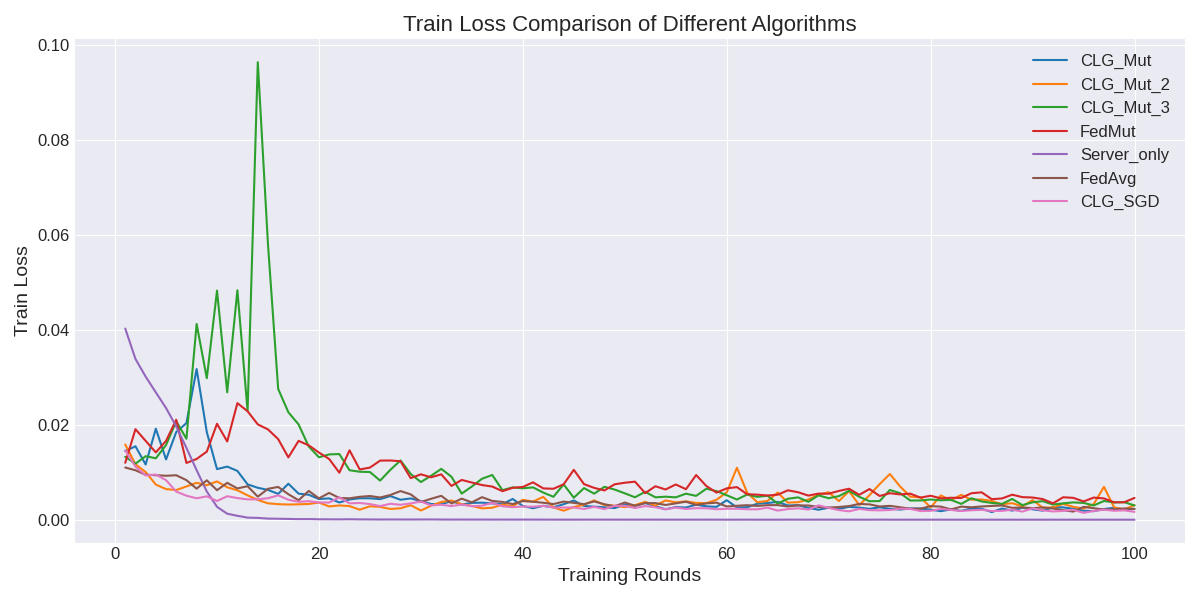 Train Loss Comparison of Different Algorithms
0.10
0.08
0.06
0.04
0.02
0.00
Train Loss
CLG_Mut
CLG_Mut_2
CLG_Mut_3
FedMut
Server_only
FedAvg
CLG_SGD
0 20 40 60 80 100
Training Rounds